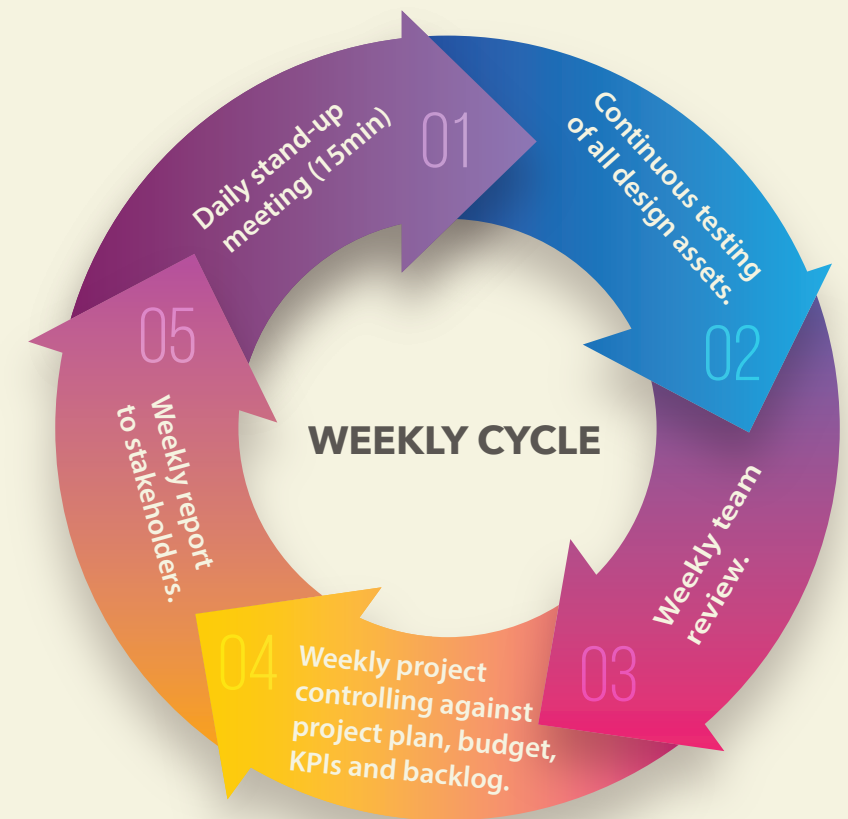 01
Daily stand-up
meeting (15min)
02
Continuous testing
of all design assets.
03
Weekly team
review.
04
Weekly project
controlling against
project plan, budget,
KPIs and backlog.
05
Weekly report
to stakeholders.
WEEKLY CYCLE